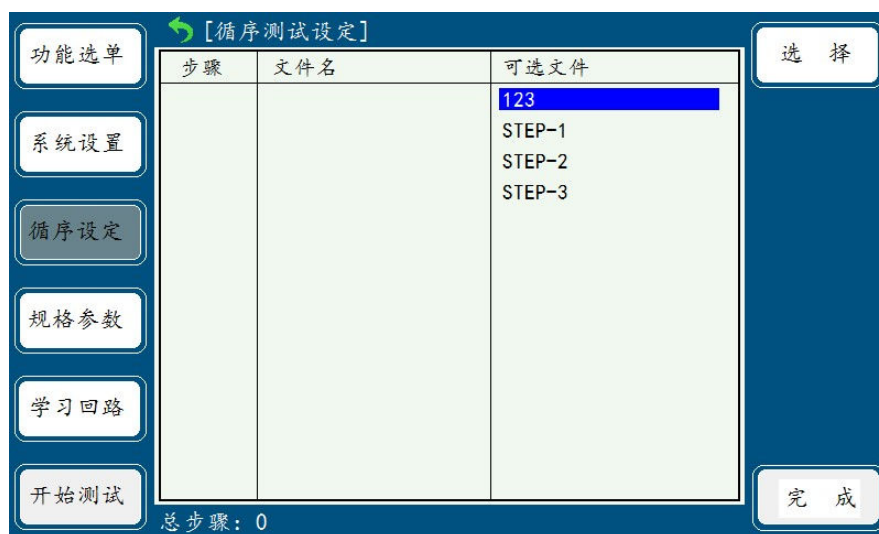 [循序测试设定]
功能选单
系统设置
循序设定
规格参数
学习回路
开始测试
步骤 文件名 可选文件
123
STEP-1
STEP-2
STEP-3
总步骤: 0
选 择
完 成